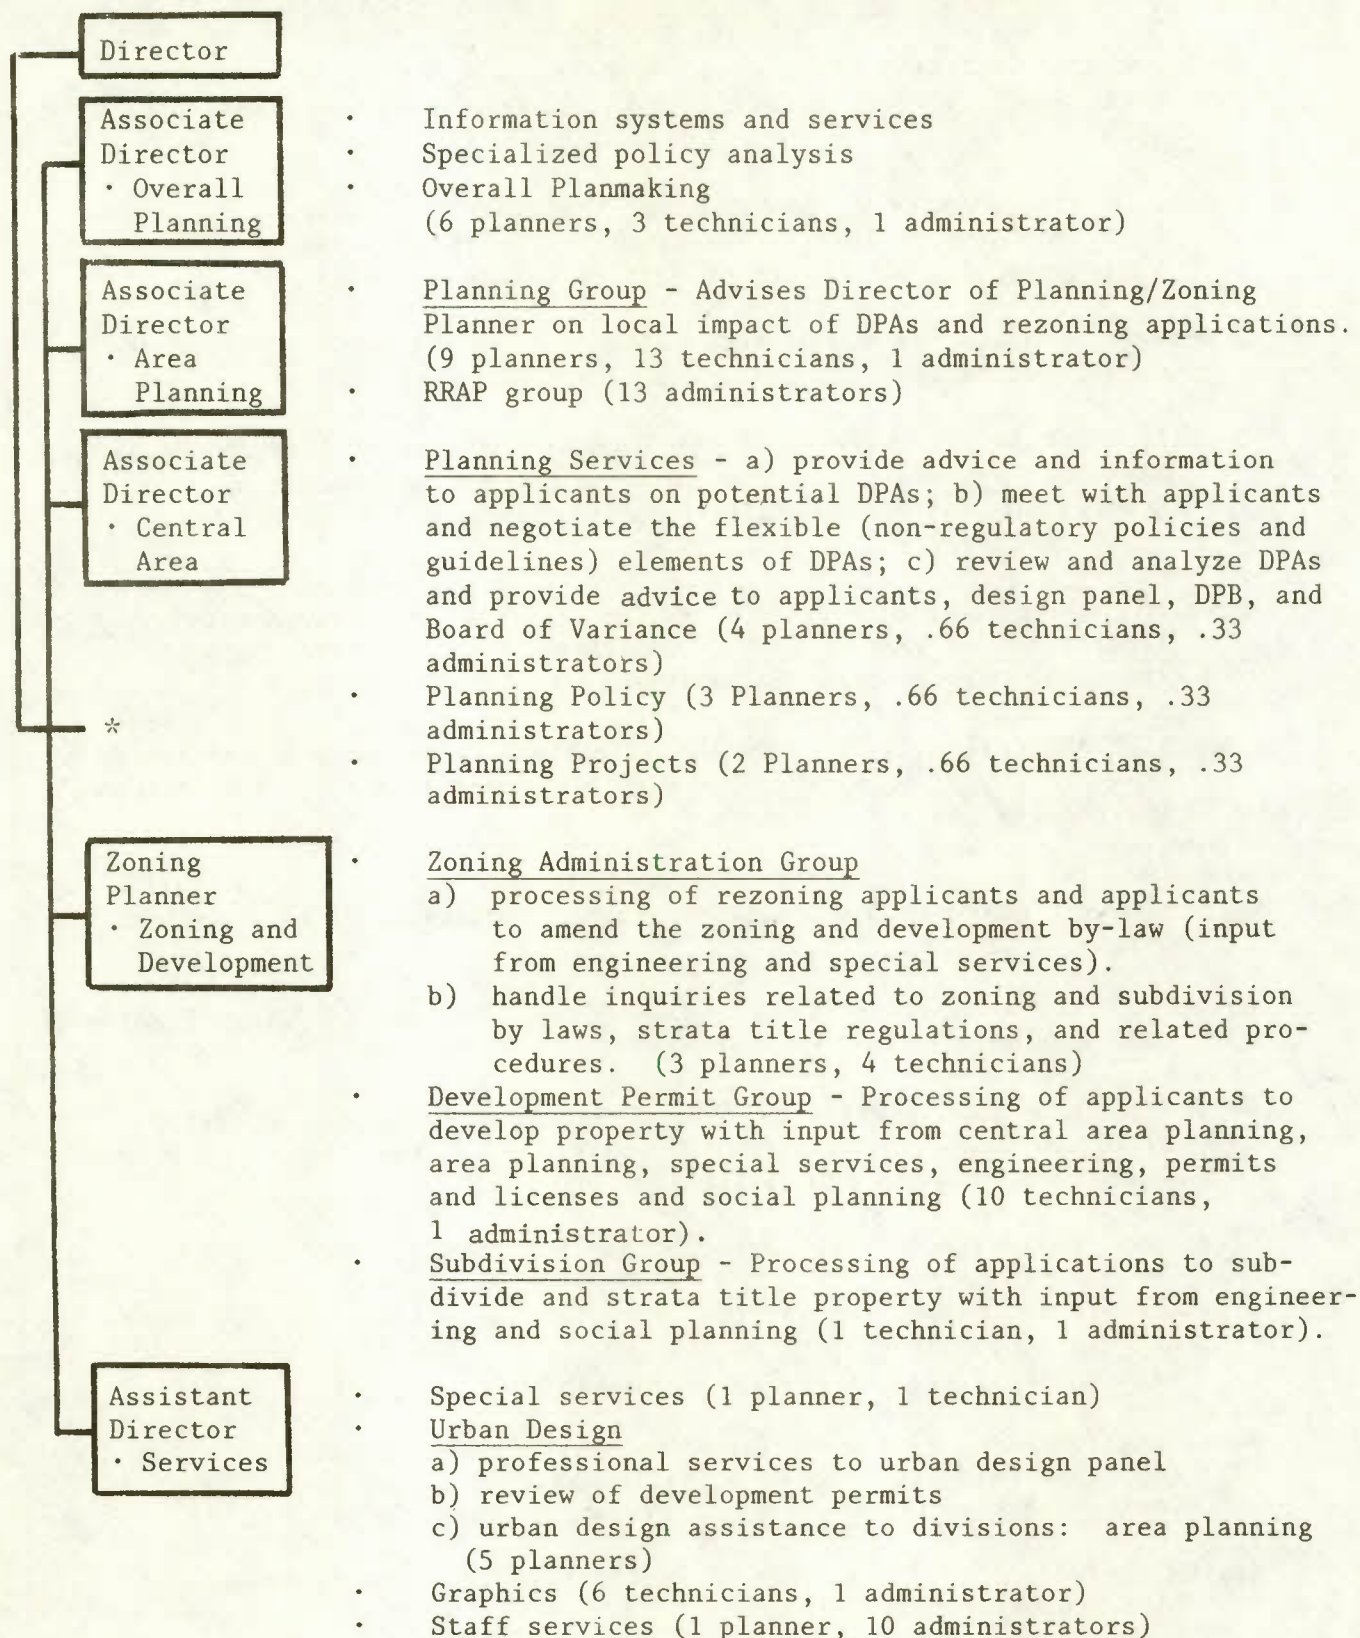 Director
Associate
Director
· Overall
Planning
· Information systems and services
· Specialized policy analysis
· Overall Planmaking
(6 planners, 3 technicians, 1 administrator)
Associate
Director
· Area
Planning
· Planning Group - Advises Director of Planning/Zoning
Planner on local impact of DPAs and rezoning applications.
(9 planners, 13 technicians, 1 administrator)
· RRAP group (13 administrators)
Associate
Director
· Central
Area
· Planning Services - a) provide advice and information
to applicants on potential DPAs; b) meet with applicants
and negotiate the flexible (non-regulatory policies and
guidelines) elements of DPAs; c) review and analyze DPAs
and provide advice to applicants, design panel, DPB, and
Board of Variance (4 planners, .66 technicians, .33
administrators)
· Planning Policy (3 Planners, .66 technicians, .33
administrators)
· Planning Projects (2 Planners, .66 technicians, .33
administrators)
*
Zoning
Planner
· Zoning and
Development
· Zoning Administration Group
a) processing of rezoning applicants and applicants
to amend the zoning and development by-law (input
from engineering and special services).
b) handle inquiries related to zoning and subdivision
by laws, strata title regulations, and related pro-
cedures. (3 planners, 4 technicians)
· Development Permit Group - Processing of applicants to
develop property with input from central area planning,
area planning, special services, engineering, permits
and licenses and social planning (10 technicians,
1 administrator).
· Subdivision Group - Processing of applications to sub-
divide and strata title property with input from engineer-
ing and social planning (1 technician, 1 administrator).
Assistant
Director
· Services
· Special services (1 planner, 1 technician)
· Urban Design
a) professional services to urban design panel
b) review of development permits
c) urban design assistance to divisions: area planning
(5 planners)
· Graphics (6 technicians, 1 administrator)
· Staff services (1 planner, 10 administrators)